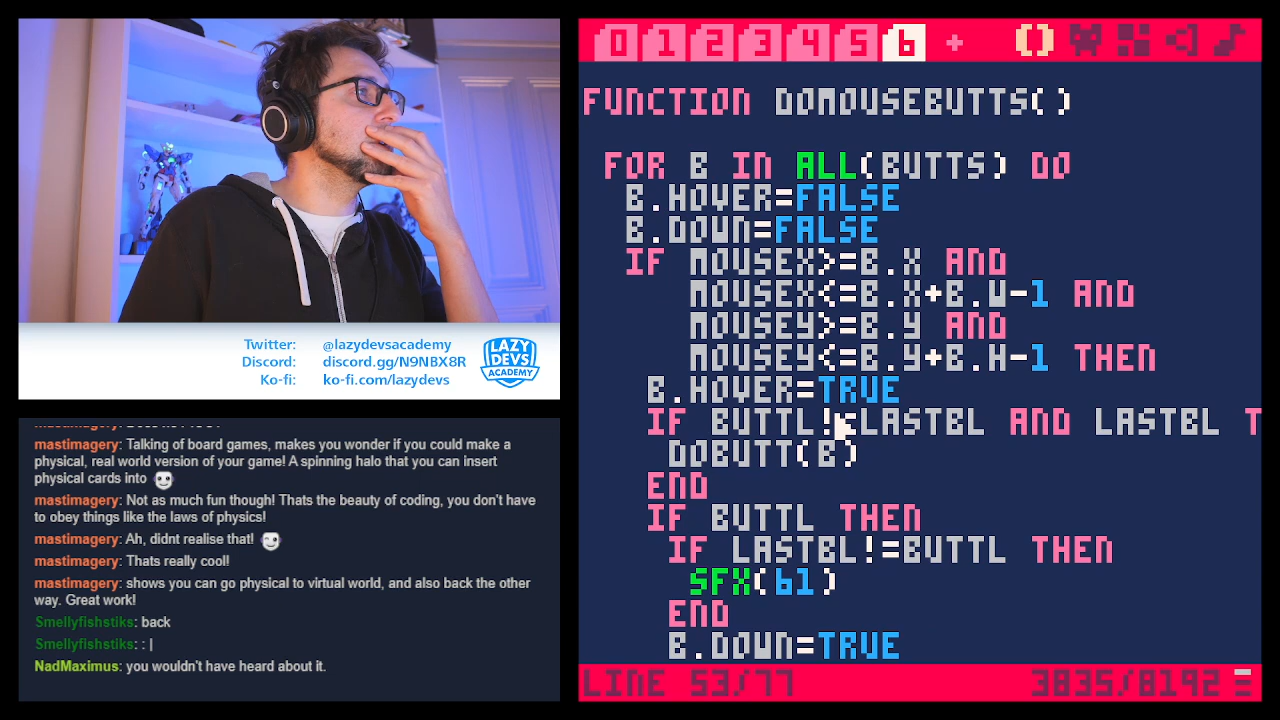 Twitter: @lazydevsacademy
Discord: discord.gg/N9NBX8R
Ko-fi: ko-fi.com/lazydevs
LAZY
DEVS
ACADEMY
mastimagery: Talking of board games, makes you wonder if you could make a
physical, real world version of your game! A spinning halo that you can insert
physical cards into
mastimagery: Not as much fun though! Thats the beauty of coding, you don't have
to obey things like the laws of physics!
mastimagery: Ah, didnt realise that!
mastimagery: Thats really cool!
mastimagery: shows you can go physical to virtual world, and also back the other
way. Great work!
Smellyfishstiks: back
Smellyfishstiks: : |
NadMaximus: you wouldn't have heard about it.
0 1 2 3 4 5 6 + ()
FUNCTION DOMOUSEBUTTS()
FOR B IN ALL(BUTTS) DO
B.HOVER=FALSE
B.DOWN=FALSE
IF MOUSEX>=B.X AND
MOUSEX<=B.X+B.W-1 AND
MOUSEY>=B.Y AND
MOUSEY<=B.Y+B.H-1 THEN
B.HOVER=TRUE
IF BUTTL!=LASTBL AND LASTBL T
DOBUTT(B)
END
IF BUTTL THEN
IF LASTBL!=BUTTL THEN
SFX(61)
END
B.DOWN=TRUE
LINE 53/77 3835/8192